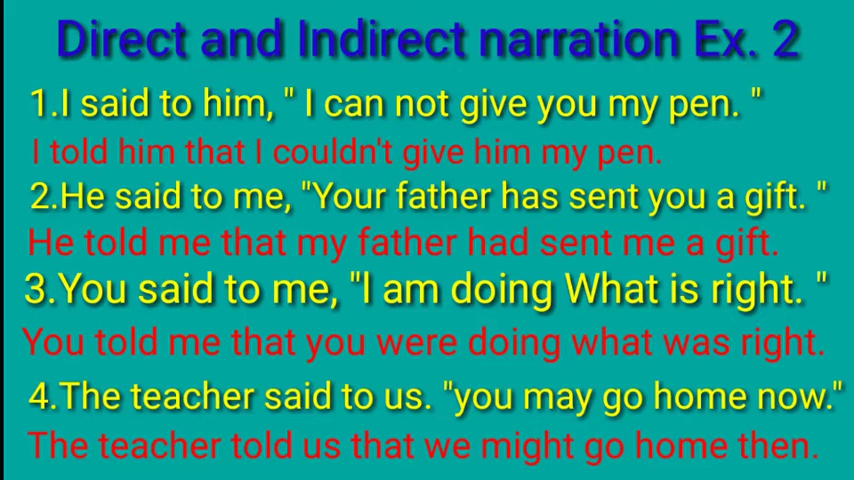 Direct and Indirect narration Ex. 2
1.I said to him, " I can not give you my pen. "
I told him that I couldn't give him my pen.
2.He said to me, "Your father has sent you a gift. "
He told me that my father had sent me a gift.
3.You said to me, "l am doing What is right. "
You told me that you were doing what was right.
4.The teacher said to us. "you may go home now."
The teacher told us that we might go home then.